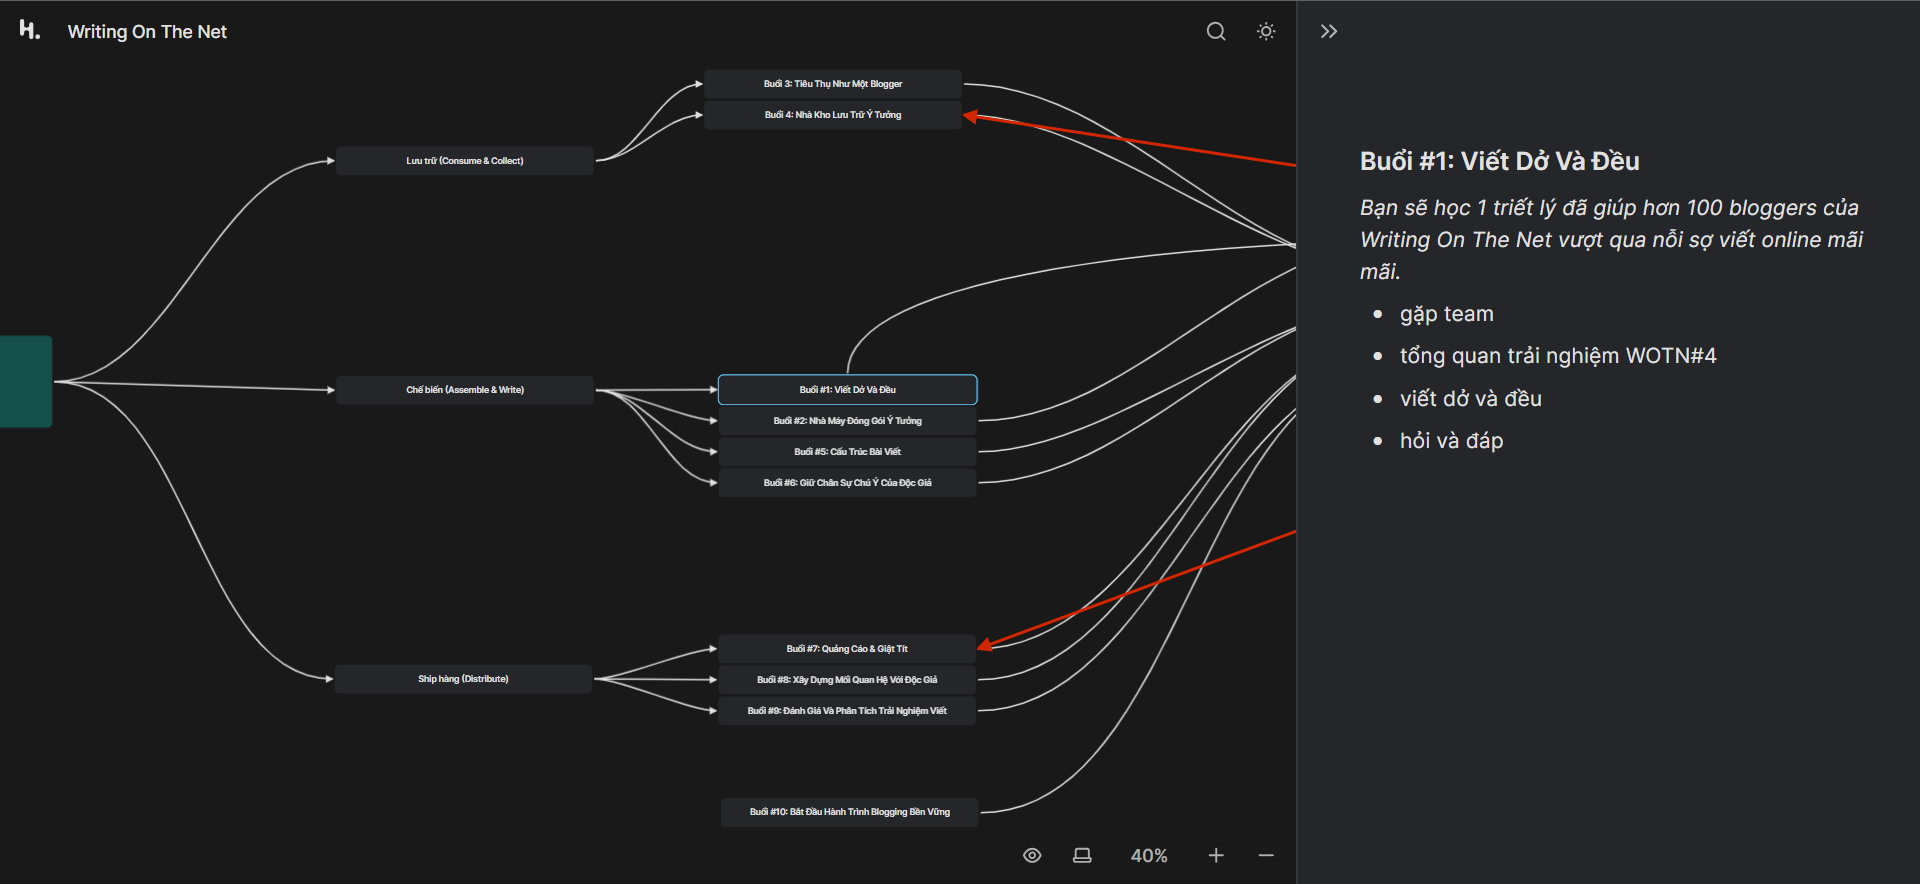 H.
Writing On The Net
Buổi 3: Tiêu Thụ Như Một Blogger
Buổi 4: Nhà Kho Lưu Trữ Ý Tưởng
Lưu trữ (Consume & Collect)
Chế biến (Assemble & Write)
Buổi #1: Viết Dở Và Đều
Buổi #2: Nhà Máy Đóng Gói Ý Tưởng
Buổi #5: Cấu Trúc Bài Viết
Buổi #6: Giữ Chân Sự Chú Ý Của Độc Giả
Ship hàng (Distribute)
Buổi #7: Quảng Cáo & Giật Tít
Buổi #8: Xây Dựng Mối Quan Hệ Với Độc Giả
Buổi #9: Đánh Giá Và Phân Tích Trải Nghiệm Viết
Buổi #10: Bắt Đầu Hành Trình Blogging Bền Vững
40%
Buổi #1: Viết Dở Và Đều
Bạn sẽ học 1 triết lý đã giúp hơn 100 bloggers của
Writing On The Net vượt qua nỗi sợ viết online mãi
mãi.
gặp team
tổng quan trải nghiệm WOTN#4
viết dở và đều
hỏi và đáp